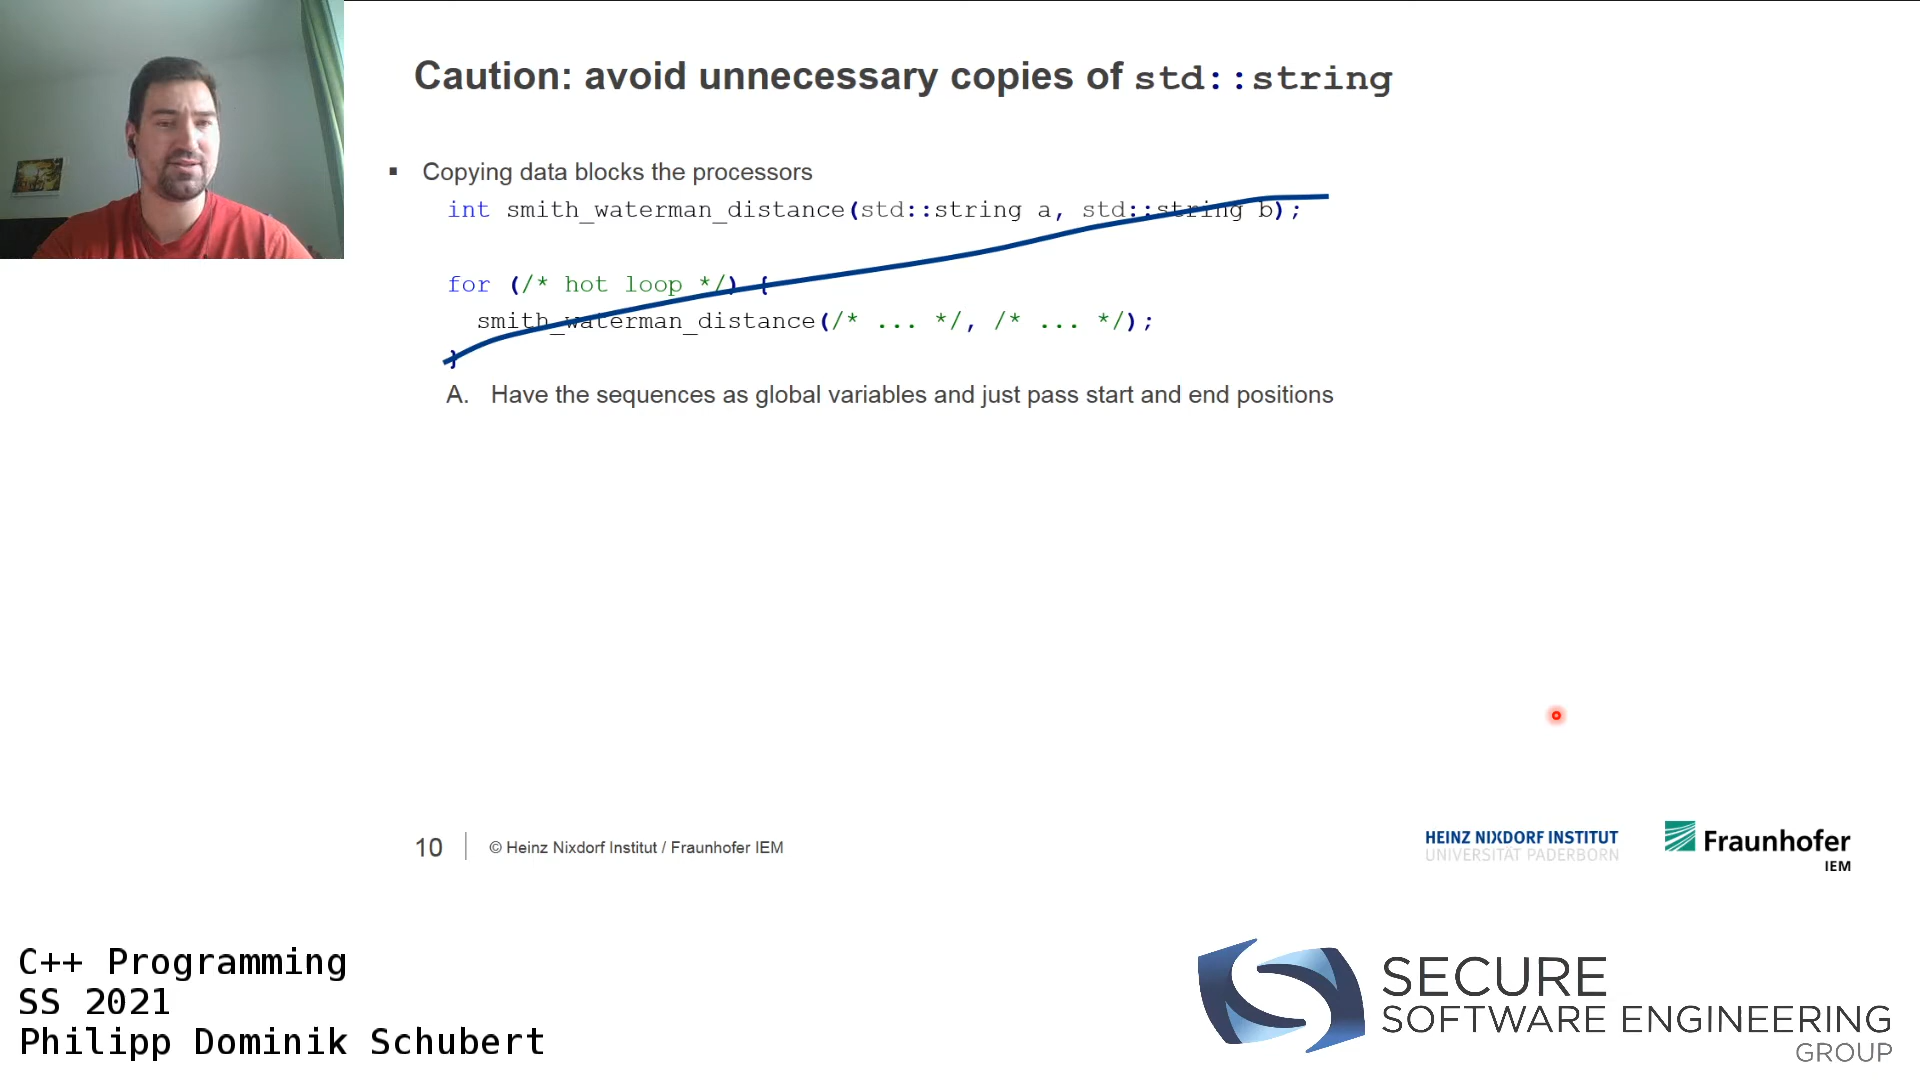 Caution: avoid unnecessary copies of std::string
▪ Copying data blocks the processors
int smith_waterman_distance(std::string a, std::string b);
for (/* hot loop */) {
smith_waterman_distance(/* ... */, /* ... */);
}
A. Have the sequences as global variables and just pass start and end positions
10 © Heinz Nixdorf Institut / Fraunhofer IEM
HEINZ NIXDORF INSTITUT
UNIVERSITÄT PADERBORN
Fraunhofer
IEM
C++ Programming
SS 2021
Philipp Dominik Schubert
SECURE
SOFTWARE ENGINEERING
GROUP